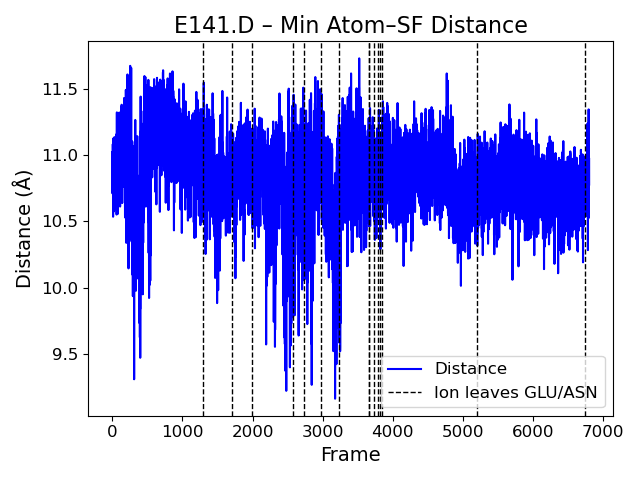 E141.D – Min Atom–SF Distance
Distance (Å)
11.5
11.0
10.5
10.0
9.5
Distance
Ion leaves GLU/ASN
0 1000 2000 3000 4000 5000 6000 7000
Frame